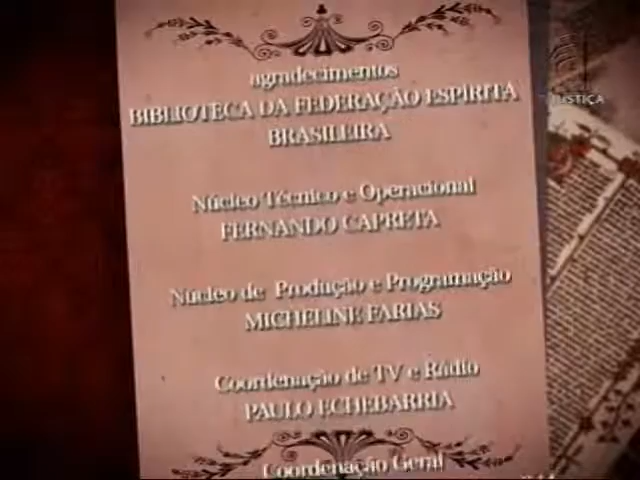 agradecimentos
BIBLIOTECA DA FEDERAÇÃO ESPÍRITA
BRASILEIRA
Núcleo Técnico e Operacional
FERNANDO CAPRETA
Núcleo de Produção e Programação
MICHELINE FARIAS
Coordenação de TV e Rádio
PAULO ECHEBARRIA
Coordenação Geral
JUSTIÇA